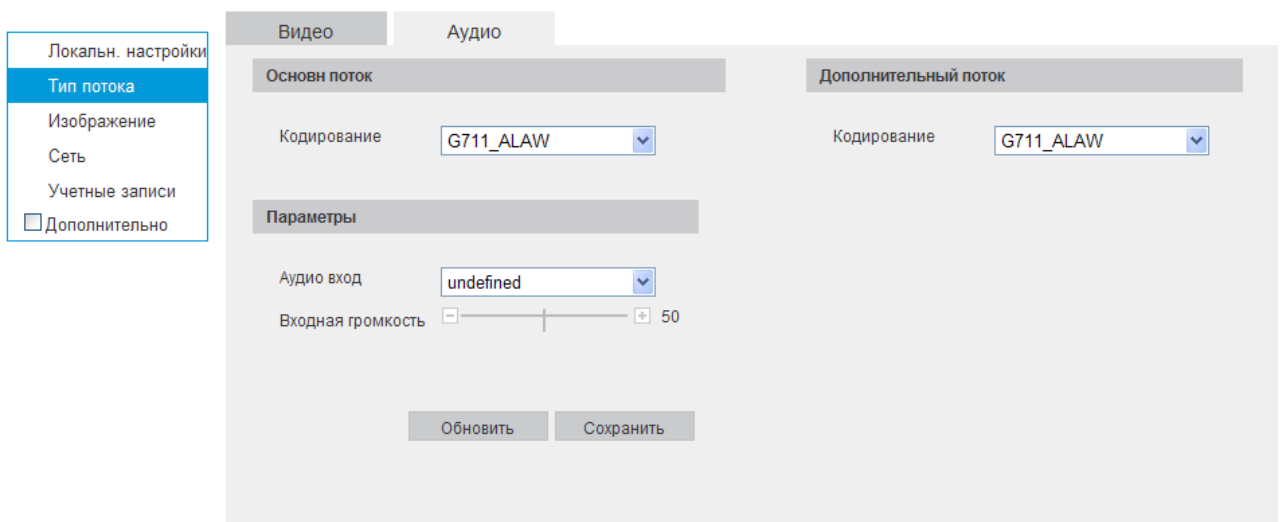 Видео
Аудио
Локальн. настройки
Тип потока
Изображение
Сеть
Учетные записи
Дополнительно
Основн поток
Кодирование
G711_ALAW
Дополнительный поток
Кодирование
G711_ALAW
Параметры
Аудио вход
undefined
Входная громкость
50
Обновить
Сохранить